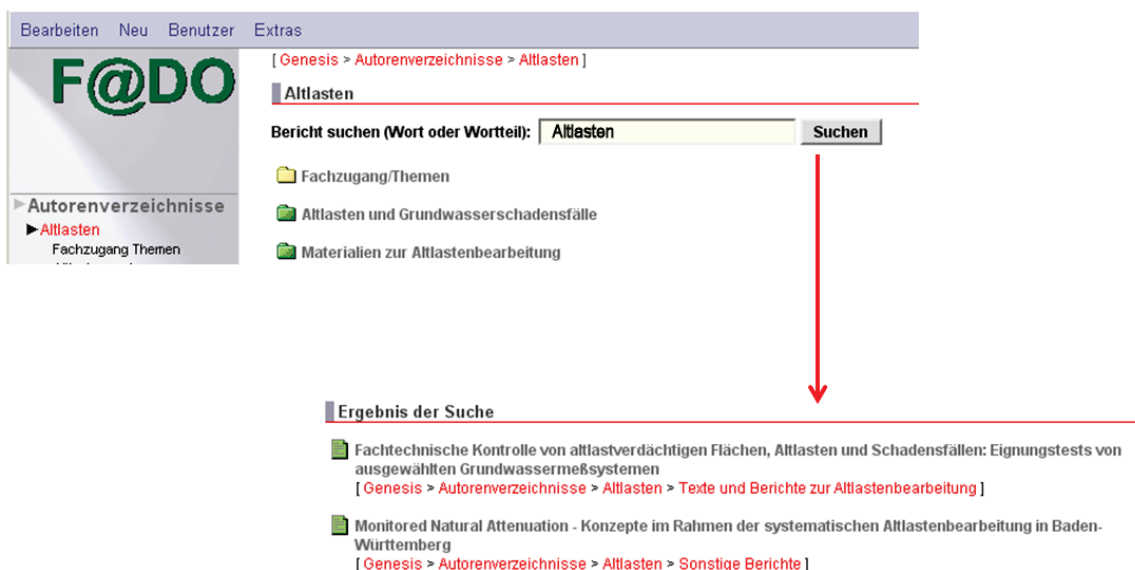 Bearbeiten Neu Benutzer Extras
F@DO
[ Genesis > Autorenverzeichnisse > Altlasten ]
Altlasten
Bericht suchen (Wort oder Wortteil): Altlasten Suchen
Fachzugang/Themen
Altlasten und Grundwasserschadensfälle
Materialien zur Altlastenbearbeitung
Autorenverzeichnisse
Altlasten
Fachzugang Themen
Ergebnis der Suche
Fachtechnische Kontrolle von altlastverdächtigen Flächen, Altlasten und Schadensfällen: Eignungstests von
ausgewählten Grundwassermeßsystemen
[ Genesis > Autorenverzeichnisse > Altlasten > Texte und Berichte zur Altlastenbearbeitung ]
Monitored Natural Attenuation - Konzepte im Rahmen der systematischen Altlastenbearbeitung in Baden-
Württemberg
[ Genesis > Autorenverzeichnisse > Altlasten > Sonstige Berichte ]